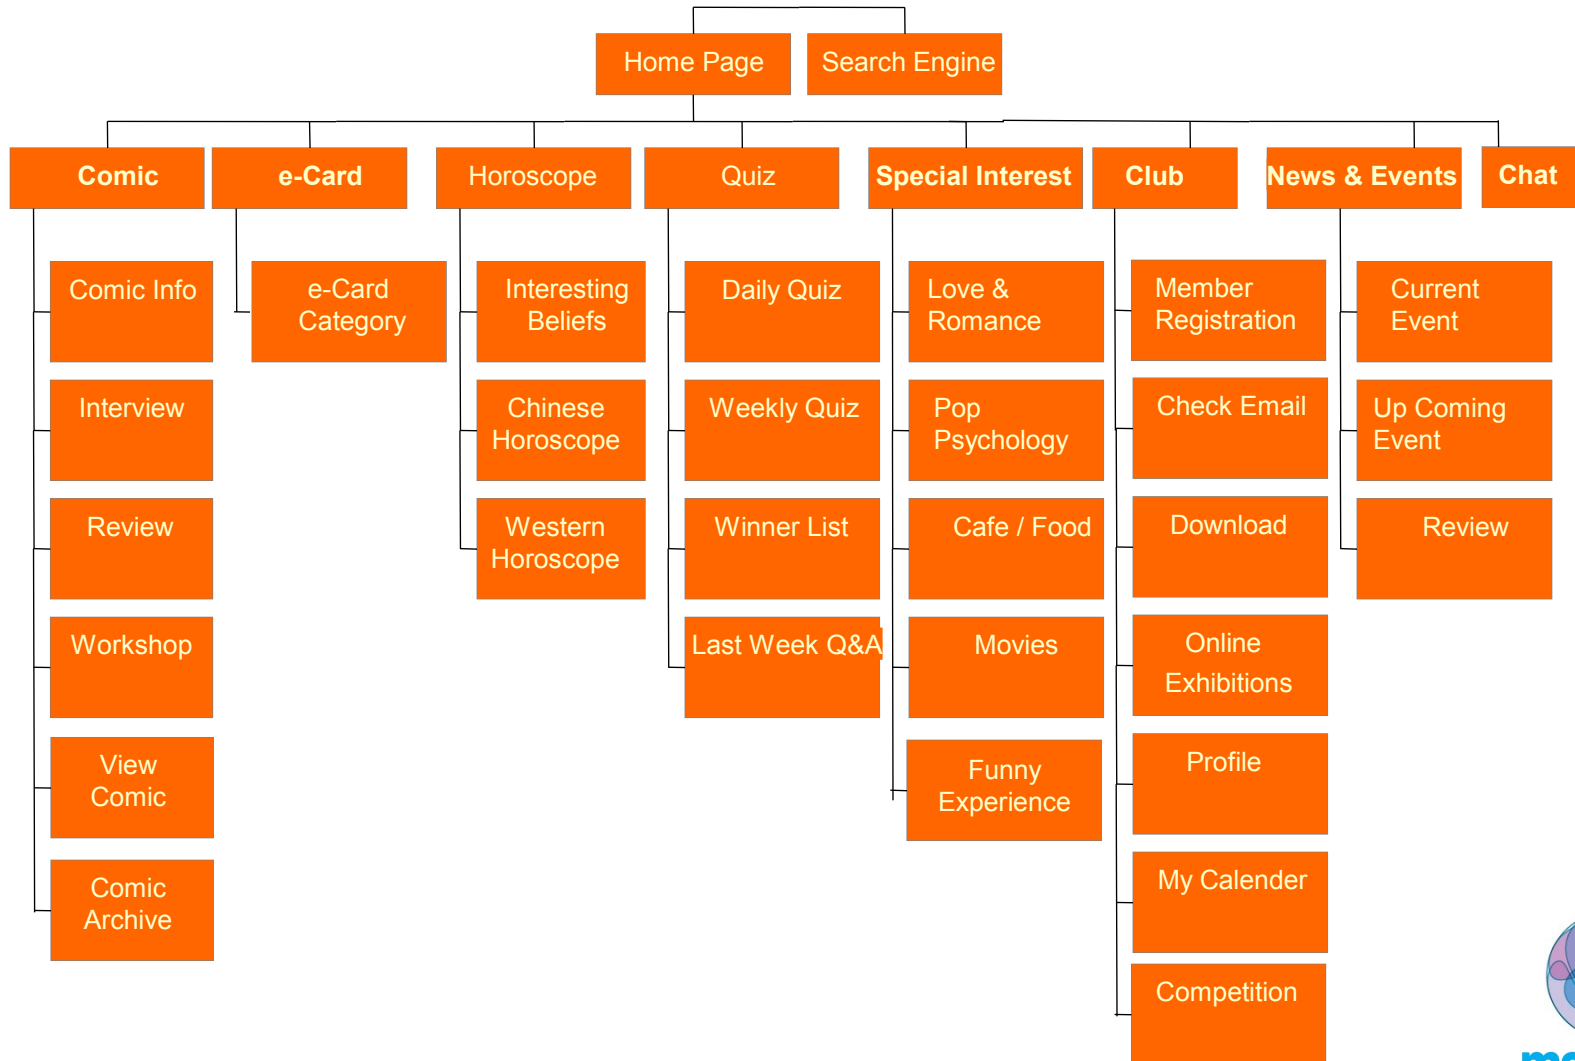 Home Page
Search Engine
Comic
e-Card
Horoscope
Quiz
Special Interest
Club
News & Events
Chat
Comic Info
Interview
Review
Workshop
View
Comic
Comic
Archive
e-Card
Category
Interesting
Beliefs
Chinese
Horoscope
Western
Horoscope
Daily Quiz
Weekly Quiz
Winner List
Last Week Q&A
Love &
Romance
Pop
Psychology
Cafe / Food
Movies
Funny
Experience
Member
Registration
Check Email
Download
Online
Exhibitions
Profile
My Calender
Competition
Current
Event
Up Coming
Event
Review